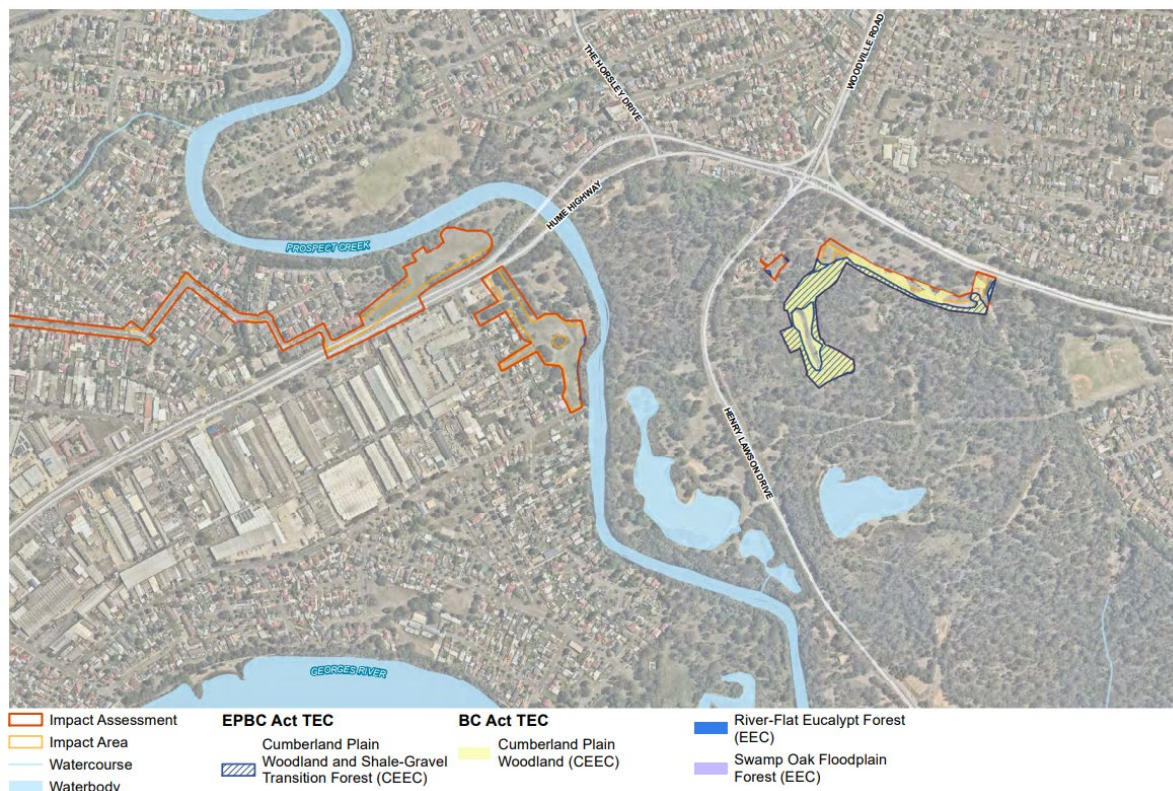 THE HORSLEY DRIVE
WOODVILLE ROAD
HUME HIGHWAY
PROSPECT CREEK
HENRY LAWSON DRIVE
GEORGES RIVER
Impact Assessment
Impact Area
Watercourse
Waterbody
EPBC Act TEC
Cumberland Plain
Woodland and Shale-Gravel
Transition Forest (CEEC)
BC Act TEC
Cumberland Plain
Woodland (CEEC)
River-Flat Eucalypt Forest
(EEC)
Swamp Oak Floodplain
Forest (EEC)